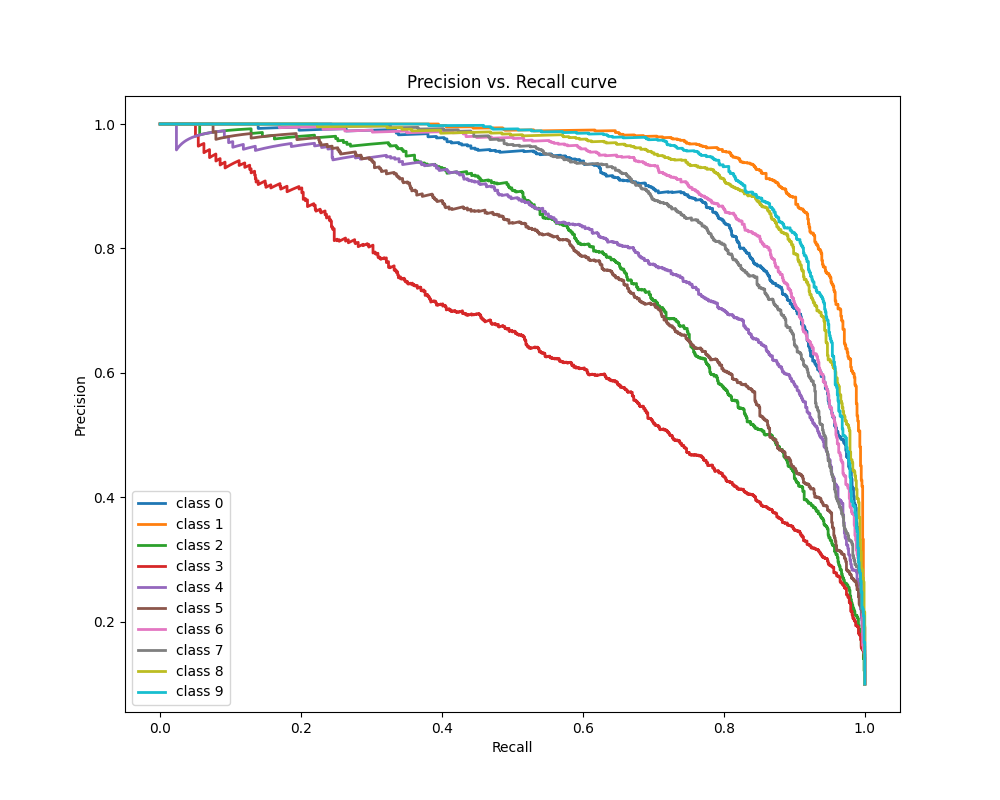 Precision vs. Recall curve
1.0
0.8
0.6
0.4
0.2
Precision
class 0
class 1
class 2
class 3
class 4
class 5
class 6
class 7
class 8
class 9
0.0 0.2 0.4 0.6 0.8 1.0
Recall